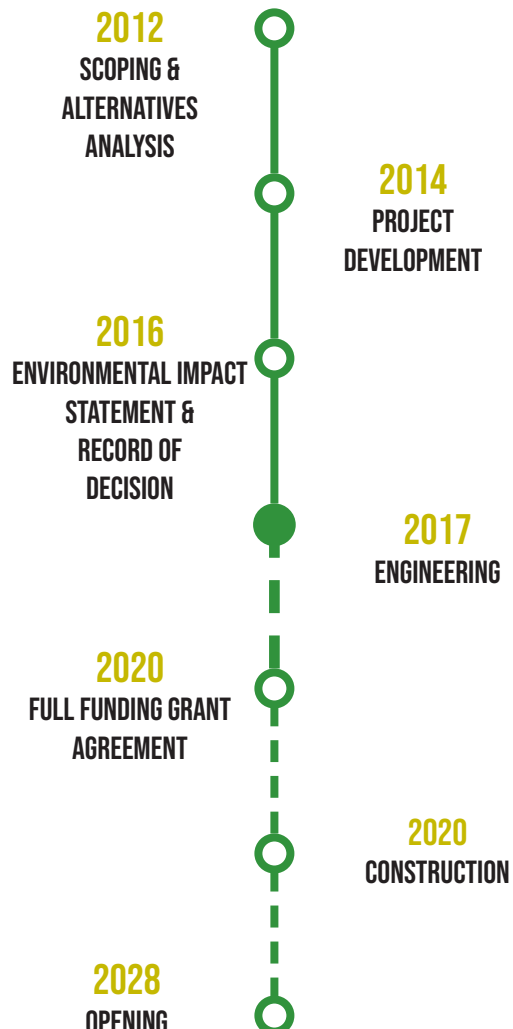 2012
SCOPING &
ALTERNATIVES
ANALYSIS
2014
PROJECT
DEVELOPMENT
2016
ENVIRONMENTAL IMPACT
STATEMENT &
RECORD OF
DECISION
2017
ENGINEERING
2020
FULL FUNDING GRANT
AGREEMENT
2020
CONSTRUCTION
2028
OPENING